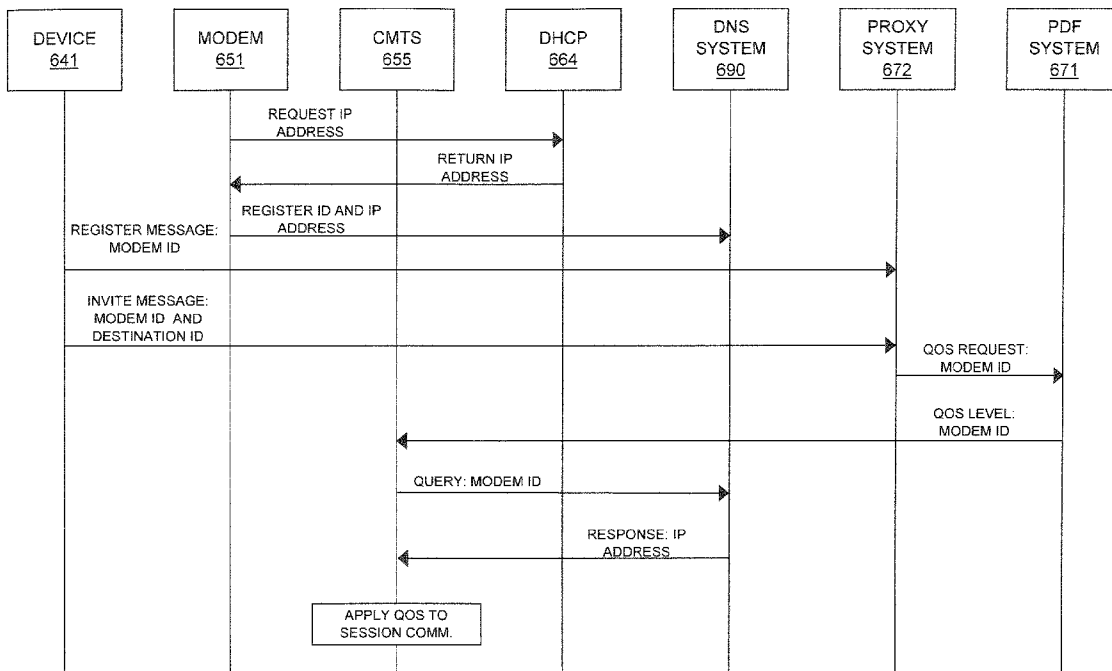 DEVICE
641
MODEM
651
CMTS
655
DHCP
664
DNS
SYSTEM
690
PROXY
SYSTEM
672
PDF
SYSTEM
671
REQUEST IP
ADDRESS
RETURN IP
ADDRESS
REGISTER ID AND IP
ADDRESS
REGISTER MESSAGE:
MODEM ID
INVITE MESSAGE:
MODEM ID AND
DESTINATION ID
QOS REQUEST:
MODEM ID
QOS LEVEL:
MODEM ID
QUERY: MODEM ID
RESPONSE: IP
ADDRESS
APPLY QOS TO
SESSION COMM.